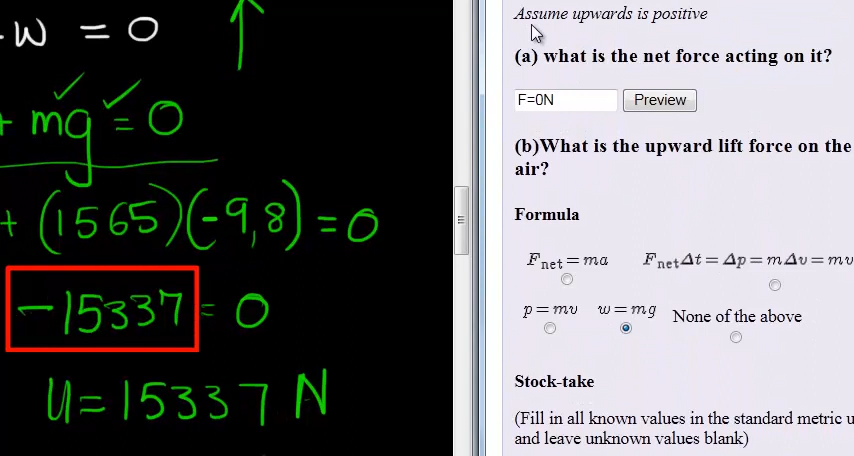 -W = 0
+ mg = 0
+ (1565)(-9,8) = 0
-15337 = 0
U = 15337 N
Assume upwards is positive
(a) what is the net force acting on it?
F=0N Preview
(b)What is the upward lift force on the
air?
Formula
Fnet = ma FnetΔt = Δp = mΔv = mv
p = mv w = mg None of the above
Stock-take
(Fill in all known values in the standard metric u
and leave unknown values blank)